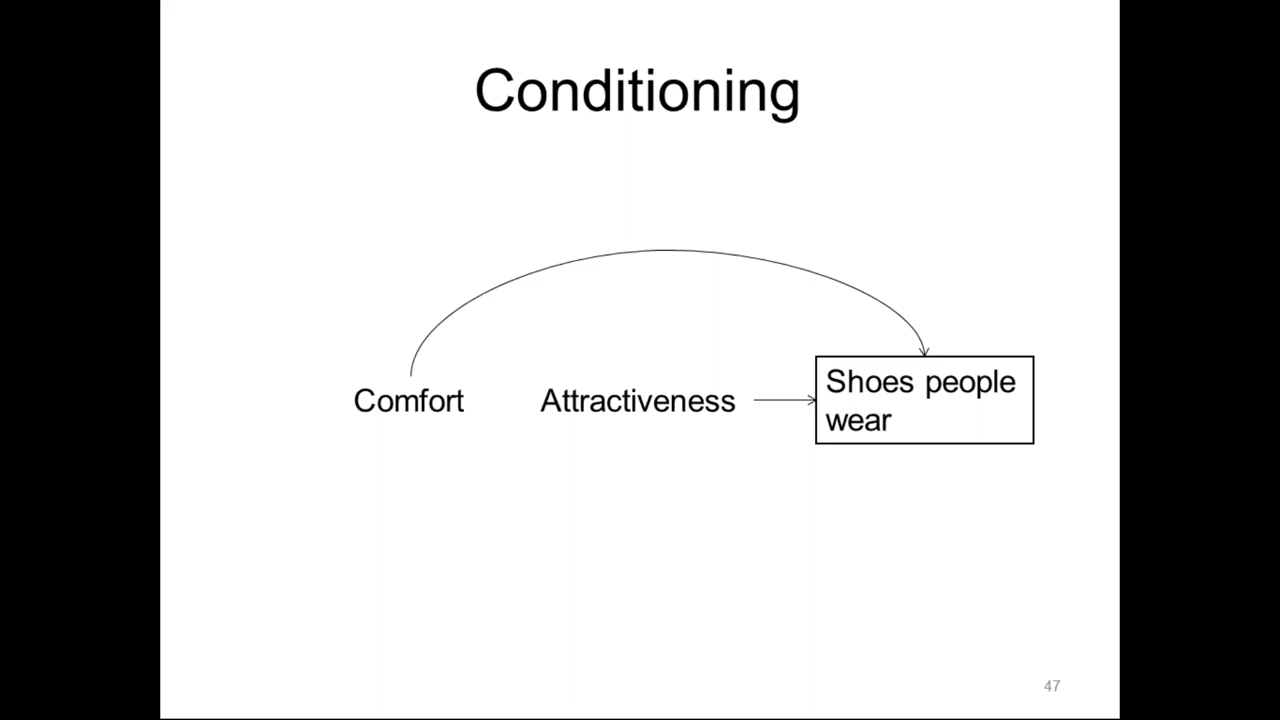 Conditioning
Comfort
Attractiveness
Shoes people
wear
47